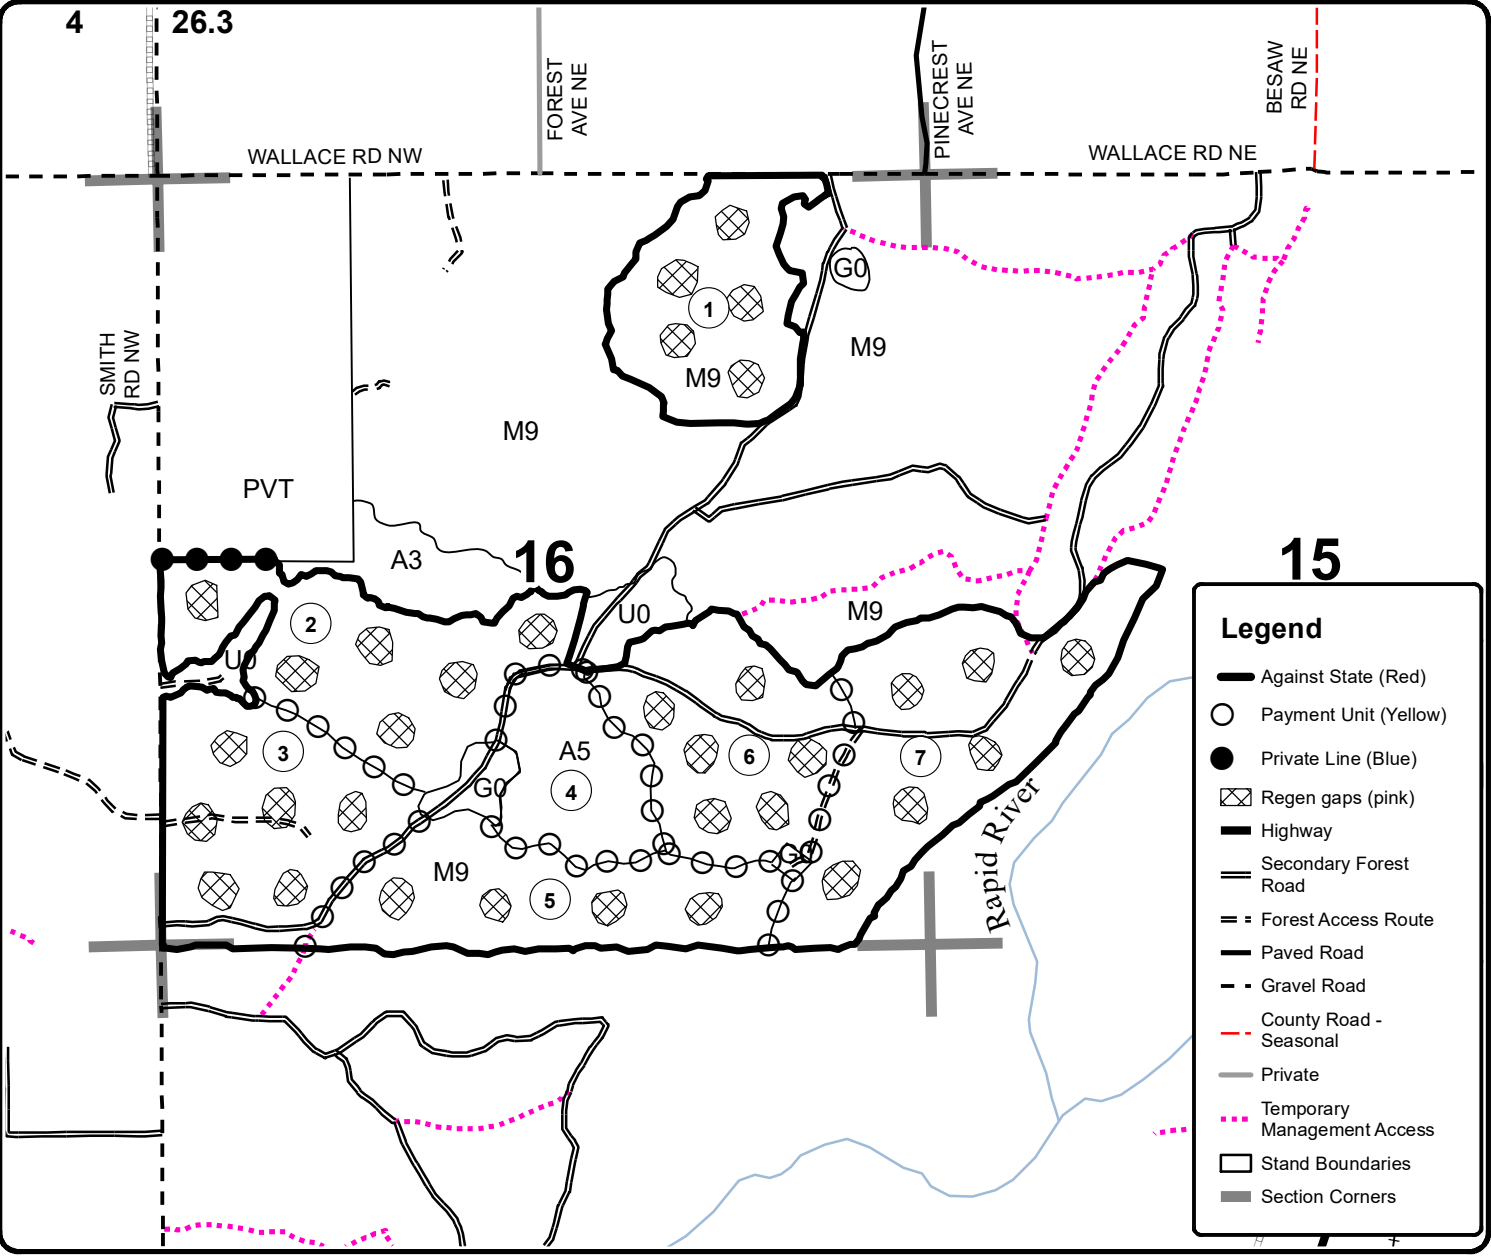 4
26.3
FOREST
AVE NE
PINECREST
AVE NE
BESAW
RD NE
WALLACE RD NW
WALLACE RD NE
G0
1
M9
M9
SMITH
RD NW
M9
PVT
A3
16
15
U0
M9
2
U0
3
A5
6
7
G0
4
M9
5
Rapid River
Legend
Against State (Red)
Payment Unit (Yellow)
Private Line (Blue)
Regen gaps (pink)
Highway
Secondary Forest
Road
Forest Access Route
Paved Road
Gravel Road
County Road -
Seasonal
Private
Temporary
Management Access
Stand Boundaries
Section Corners